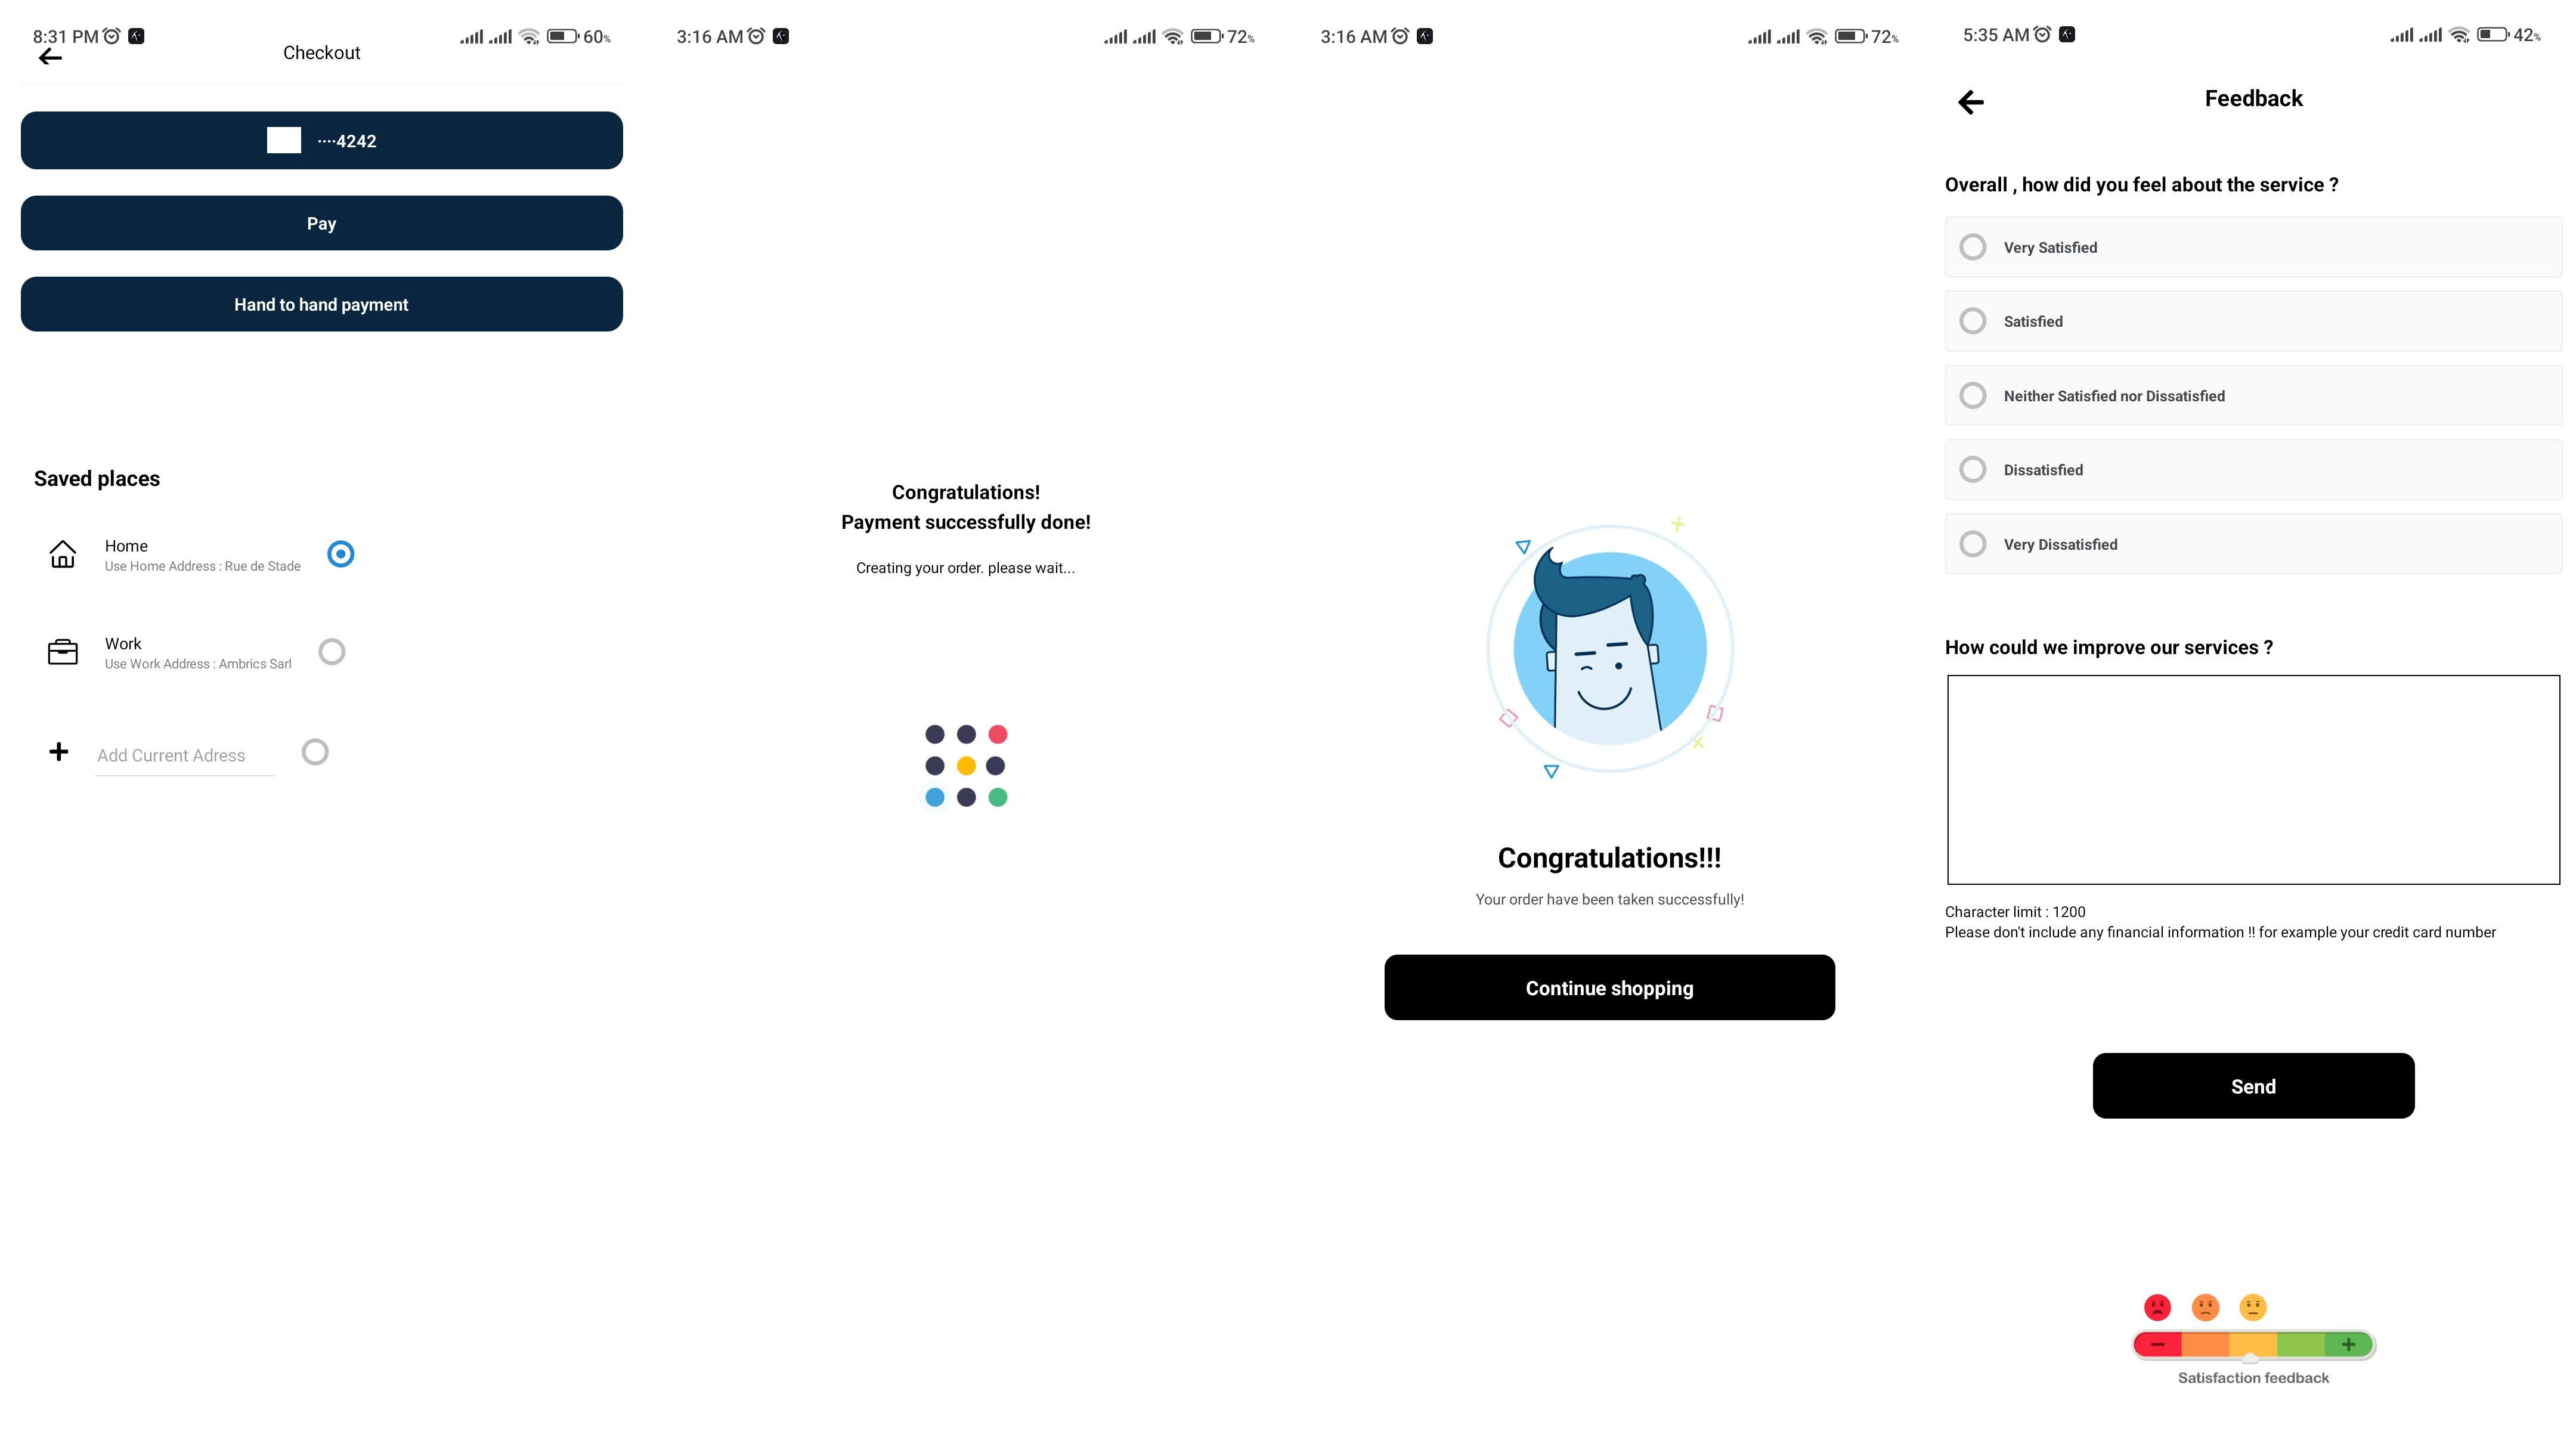 8:31 PM
60%
Checkout
····4242
Pay
Hand to hand payment
Saved places
Home
Use Home Address : Rue de Stade
Work
Use Work Address : Ambrics Sarl
Add Current Adress
3:16 AM
72%
Congratulations!
Payment successfully done!
Creating your order. please wait...
3:16 AM
72%
Congratulations!!!
Your order have been taken successfully!
Continue shopping
5:35 AM
42%
Feedback
Overall , how did you feel about the service ?
Very Satisfied
Satisfied
Neither Satisfied nor Dissatisfied
Dissatisfied
Very Dissatisfied
How could we improve our services ?
Character limit : 1200
Please don't include any financial information !! for example your credit card number
Send
Satisfaction feedback